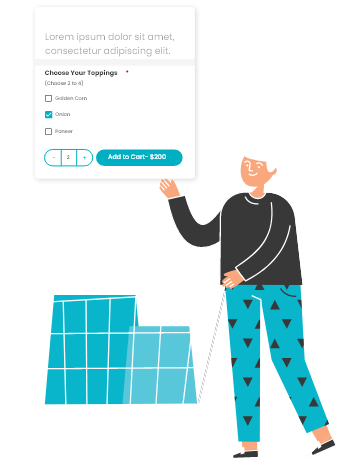 Lorem ipsum dolor sit amet,
consectetur adipiscing elit.
Choose Your Toppings *
(Choose 2 to 4)
Golden Corn
Onion
Paneer
- 2 + Add to Cart- $200